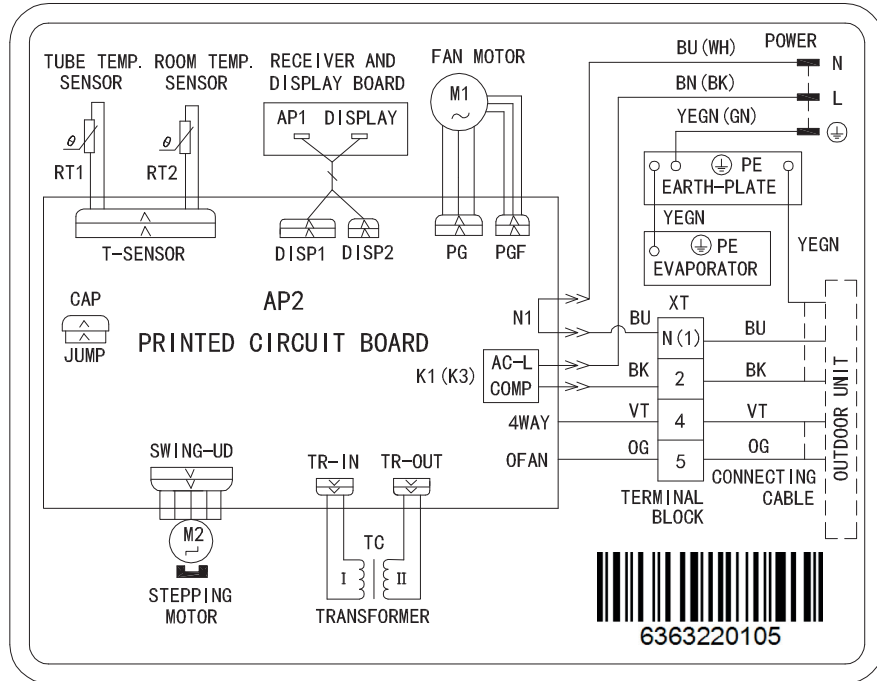 TUBE TEMP. SENSOR
ROOM TEMP. SENSOR
RECEIVER AND DISPLAY BOARD
FAN MOTOR
BU(WH)
POWER
N
BN(BK)
L
YEGN(GN)
AP1 DISPLAY
M1
~
θ
RT1
θ
RT2
PE
EARTH-PLATE
YEGN
PE
EVAPORATOR
YEGN
T-SENSOR
DISP1
DISP2
PG
PGF
CAP
JUMP
AP2
PRINTED CIRCUIT BOARD
N1
BU
XT
N(1)
BU
K1(K3)
AC-L
COMP
BK
2
BK
4WAY
VT
4
VT
OFAN
OG
5
OG
OUTDOOR UNIT
TERMINAL BLOCK
CONNECTING CABLE
SWING-UD
M2
STEPPING MOTOR
TR-IN
TR-OUT
TC
I
II
TRANSFORMER
6363220105